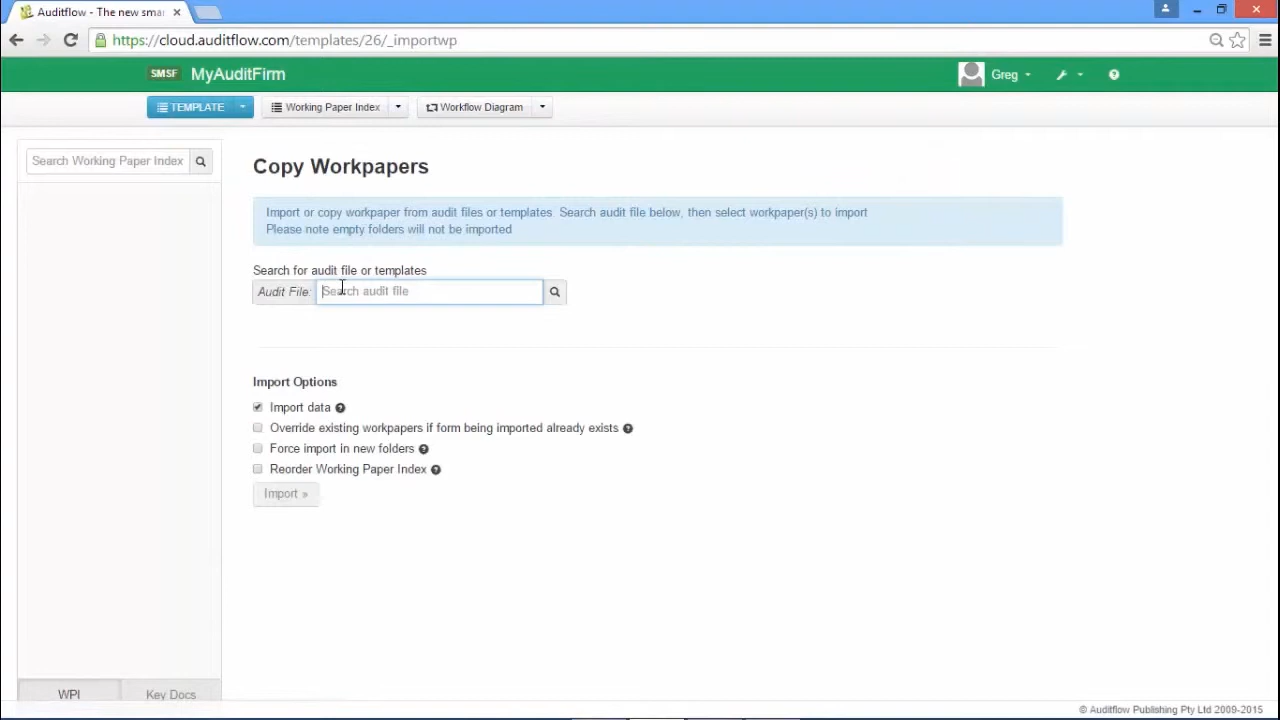 Auditflow - The new sma
https://cloud.auditflow.com/templates/26/_importwp
SMSF MyAuditFirm Greg
TEMPLATE Working Paper Index Workflow Diagram
Search Working Paper Index
Copy Workpapers
Import or copy workpaper from audit files or templates. Search audit file below, then select workpaper(s) to import
Please note empty folders will not be imported
Search for audit file or templates
Audit File: Search audit file
Import Options
Import data
Override existing workpapers if form being imported already exists
Force import in new folders
Reorder Working Paper Index
Import »
WPI Key Docs
© Auditflow Publishing Pty Ltd 2009-2015